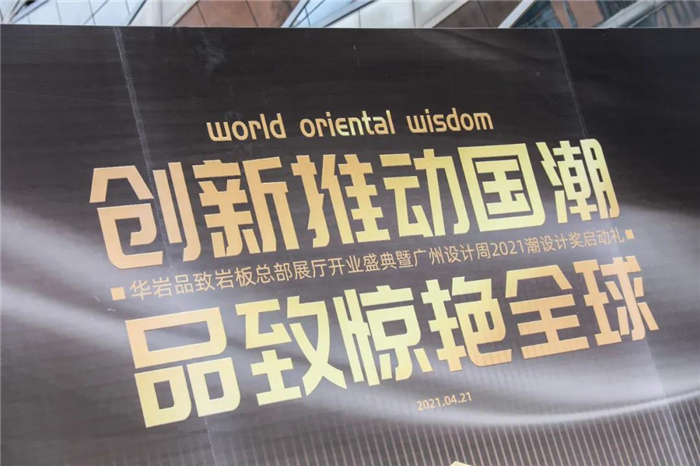 world oriental wisdom
创新推动国潮
■华岩品致岩板总部展厅开业盛典暨广州设计周2021潮设计奖启动礼■
品致惊艳全球
2021.04.21